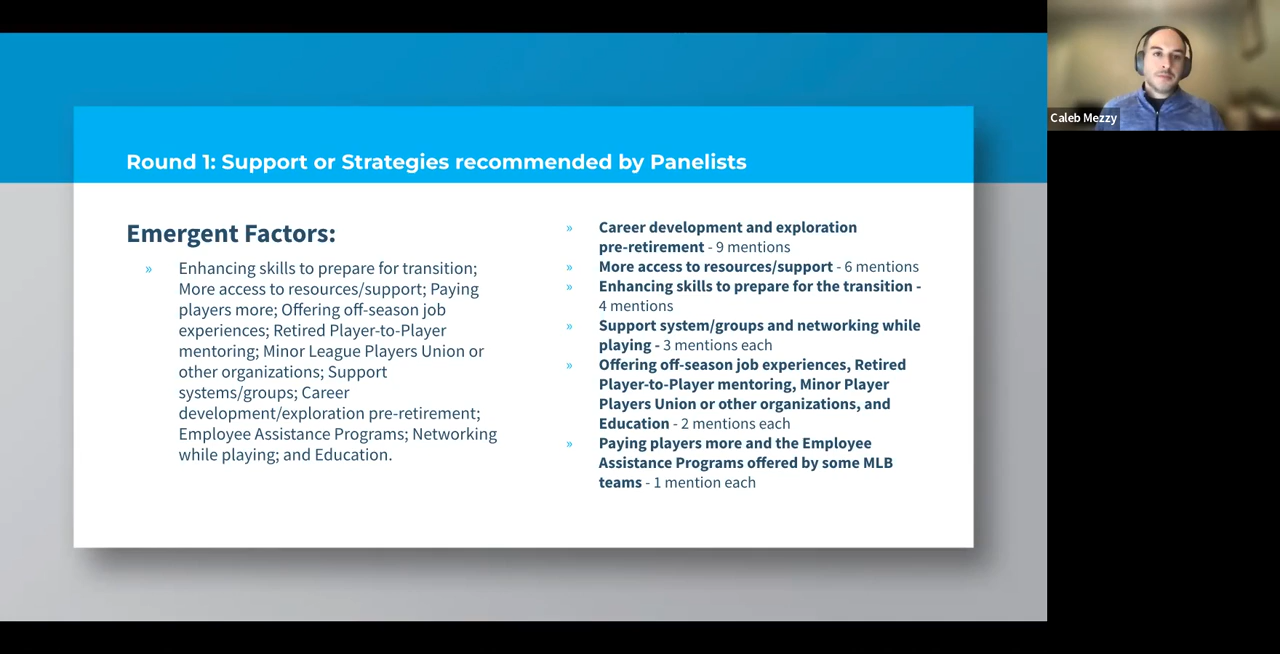 Round 1: Support or Strategies recommended by Panelists
Emergent Factors:
» Enhancing skills to prepare for transition;
More access to resources/support; Paying
players more; Offering off-season job
experiences; Retired Player-to-Player
mentoring; Minor League Players Union or
other organizations; Support
systems/groups; Career
development/exploration pre-retirement;
Employee Assistance Programs; Networking
while playing; and Education.
» Career development and exploration
pre-retirement - 9 mentions
» More access to resources/support - 6 mentions
» Enhancing skills to prepare for the transition -
4 mentions
» Support system/groups and networking while
playing - 3 mentions each
» Offering off-season job experiences, Retired
Player-to-Player mentoring, Minor Player
Players Union or other organizations, and
Education - 2 mentions each
» Paying players more and the Employee
Assistance Programs offered by some MLB
teams - 1 mention each
Caleb Mezzy